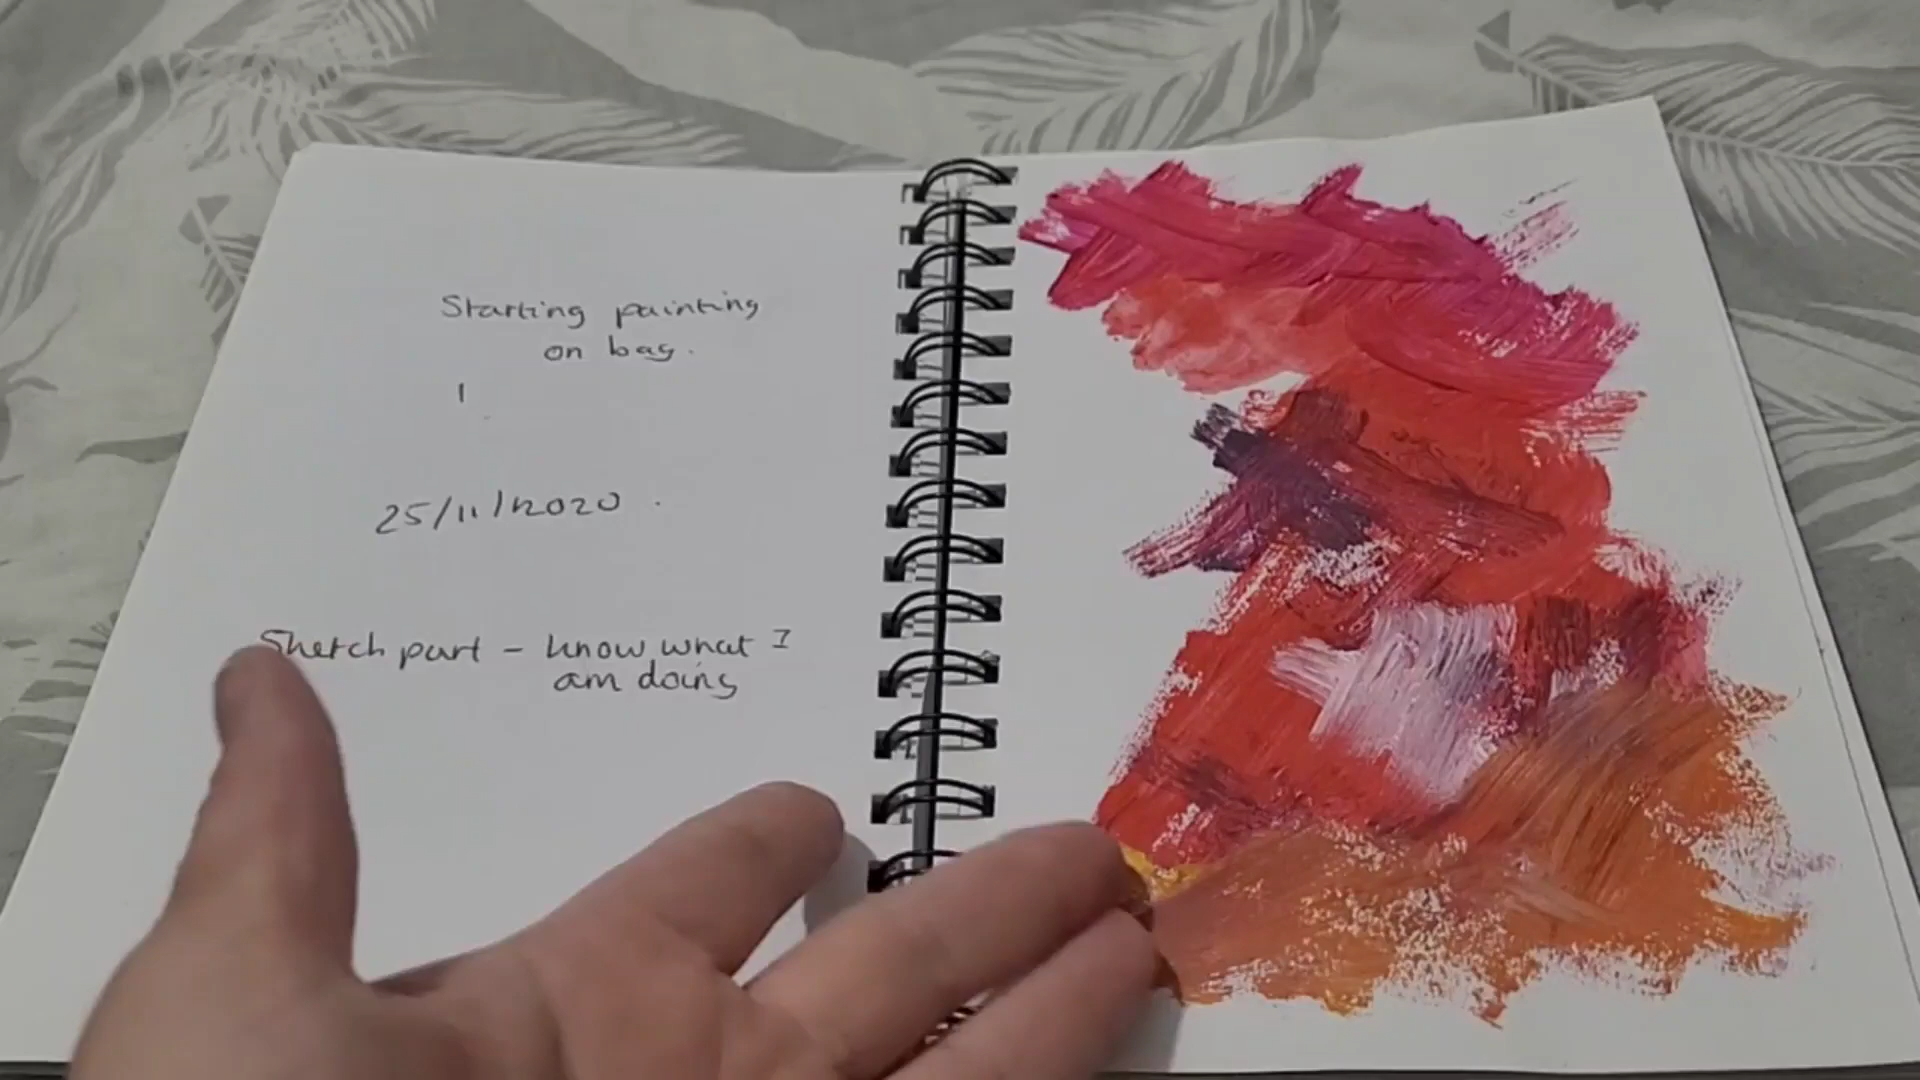 Starting painting
on bag.
1
25/11/2020.
Sketch part - know what I
am doing